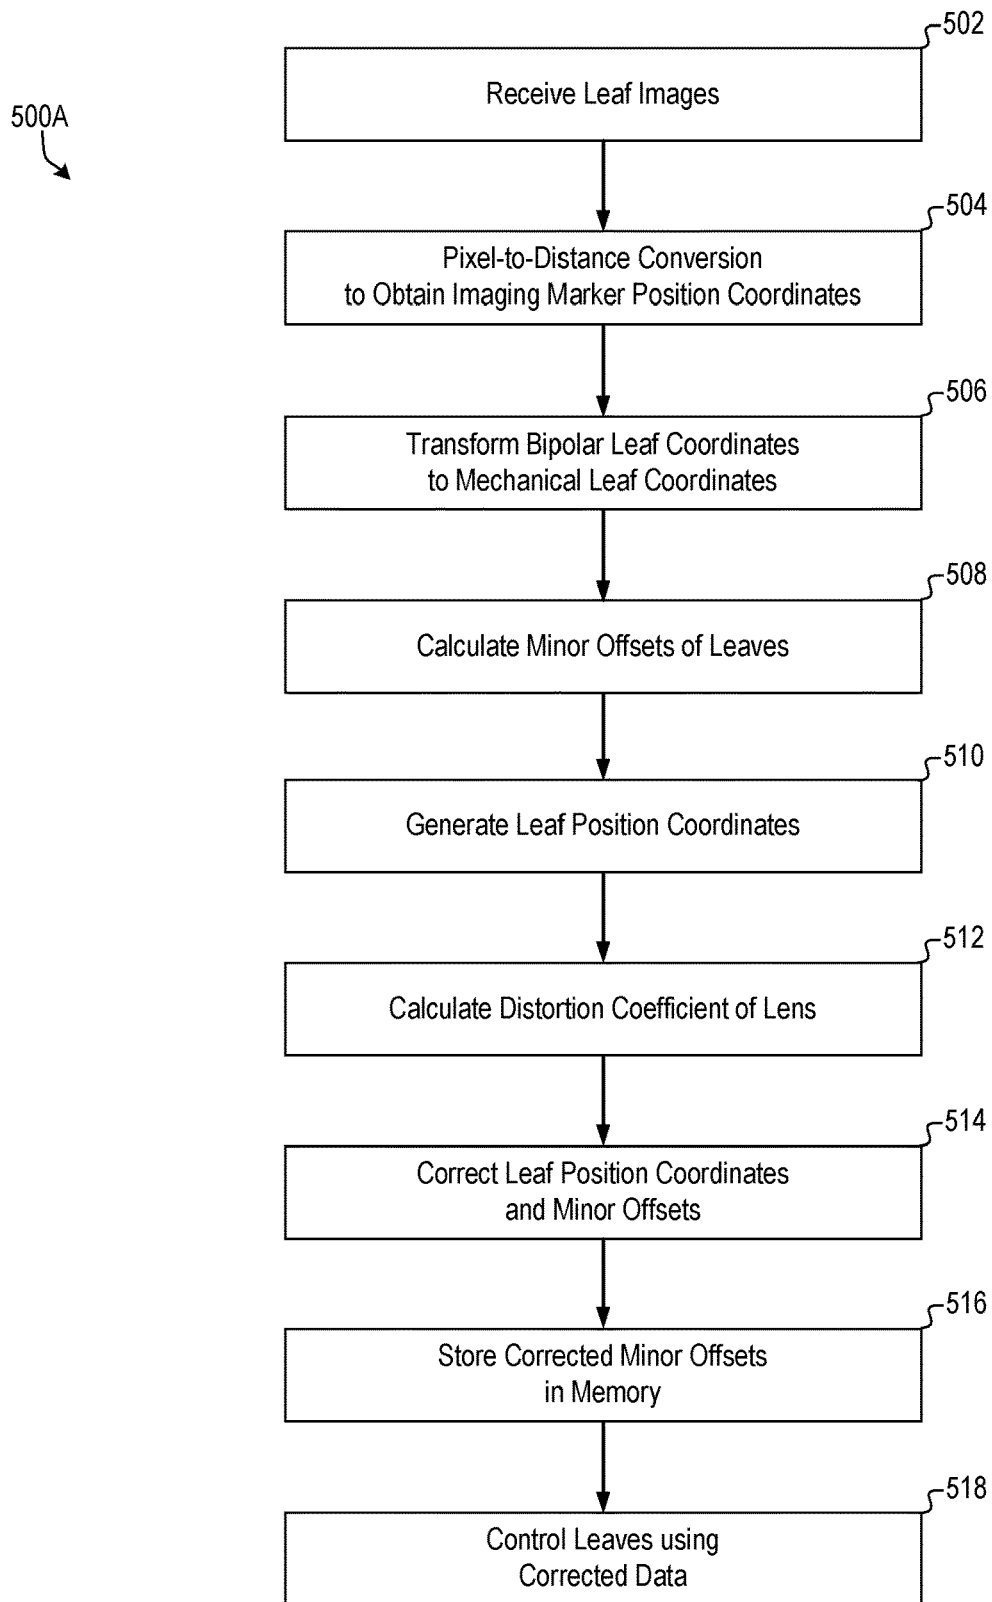 502
Receive Leaf Images
500A
504
Pixel-to-Distance Conversion
to Obtain Imaging Marker Position Coordinates
506
Transform Bipolar Leaf Coordinates
to Mechanical Leaf Coordinates
508
Calculate Minor Offsets of Leaves
510
Generate Leaf Position Coordinates
512
Calculate Distortion Coefficient of Lens
514
Correct Leaf Position Coordinates
and Minor Offsets
516
Store Corrected Minor Offsets
in Memory
518
Control Leaves using
Corrected Data